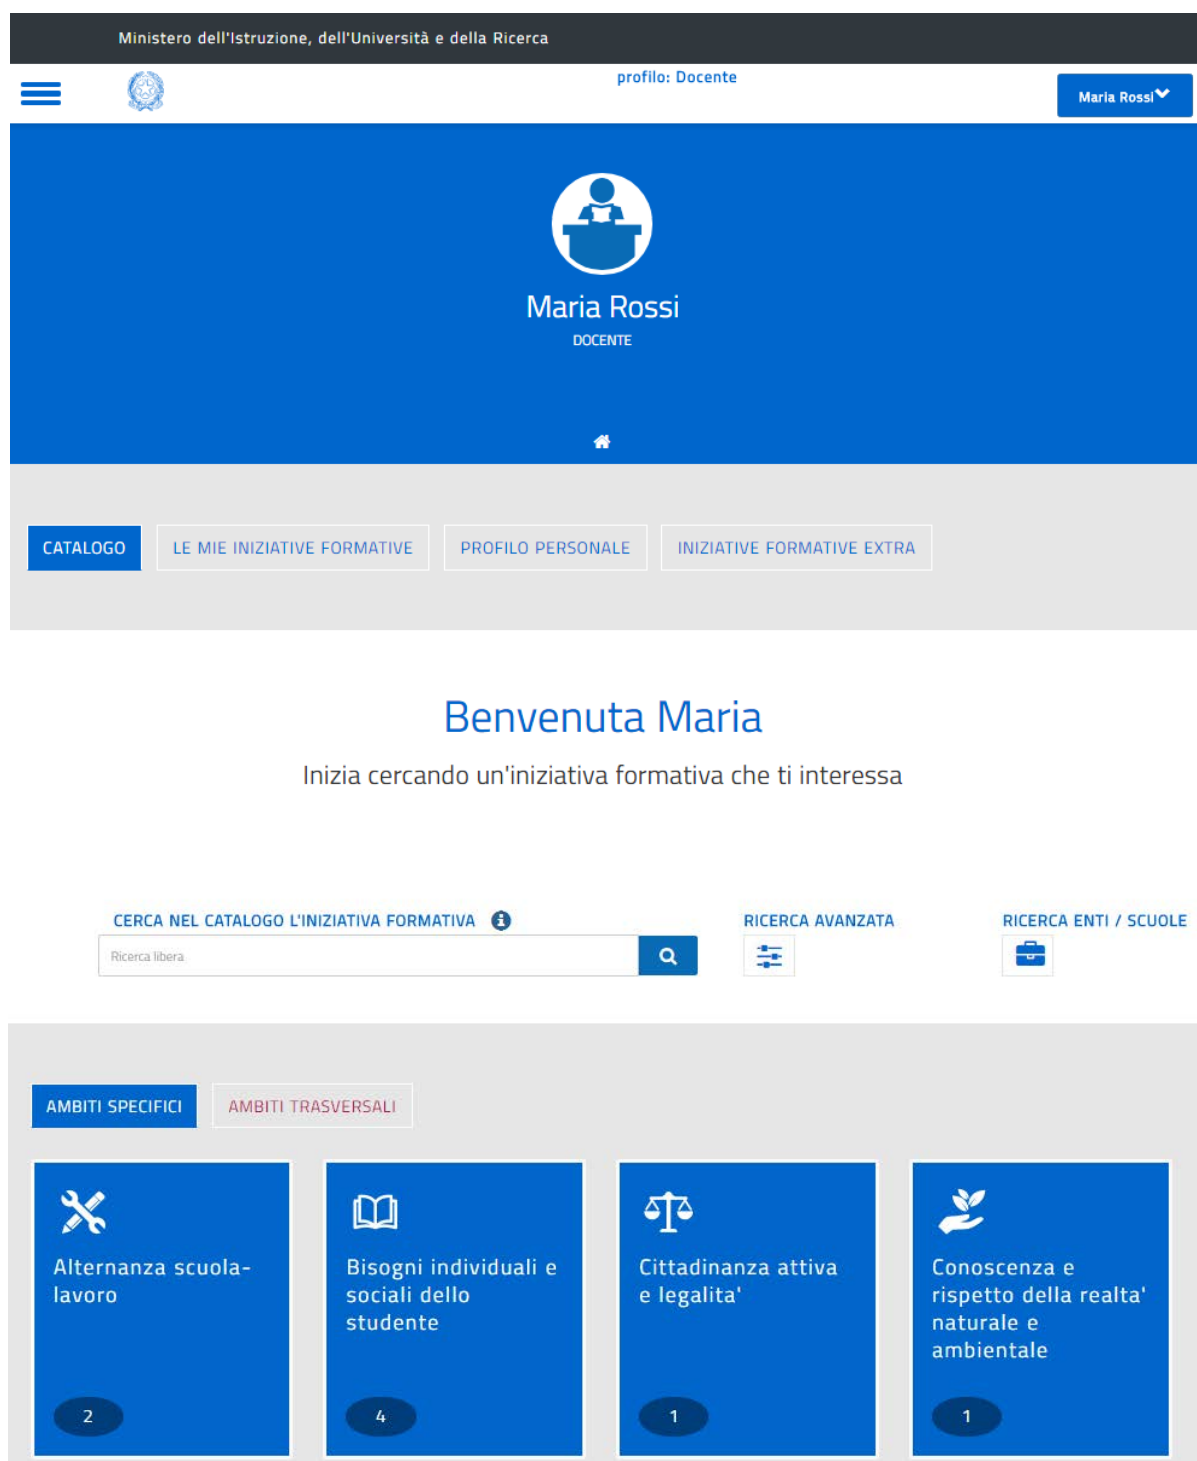 Ministero dell'Istruzione, dell'Università e della Ricerca
profilo: Docente
Maria Rossi
Maria Rossi
DOCENTE
CATALOGO
LE MIE INIZIATIVE FORMATIVE
PROFILO PERSONALE
INIZIATIVE FORMATIVE EXTRA
Benvenuta Maria
Inizia cercando un'iniziativa formativa che ti interessa
CERCA NEL CATALOGO L'INIZIATIVA FORMATIVA
RICERCA AVANZATA
RICERCA ENTI / SCUOLE
Ricerca libera
AMBITI SPECIFICI
AMBITI TRASVERSALI
Alternanza scuola-
lavoro
2
Bisogni individuali e
sociali dello
studente
4
Cittadinanza attiva
e legalita'
1
Conoscenza e
rispetto della realta'
naturale e
ambientale
1